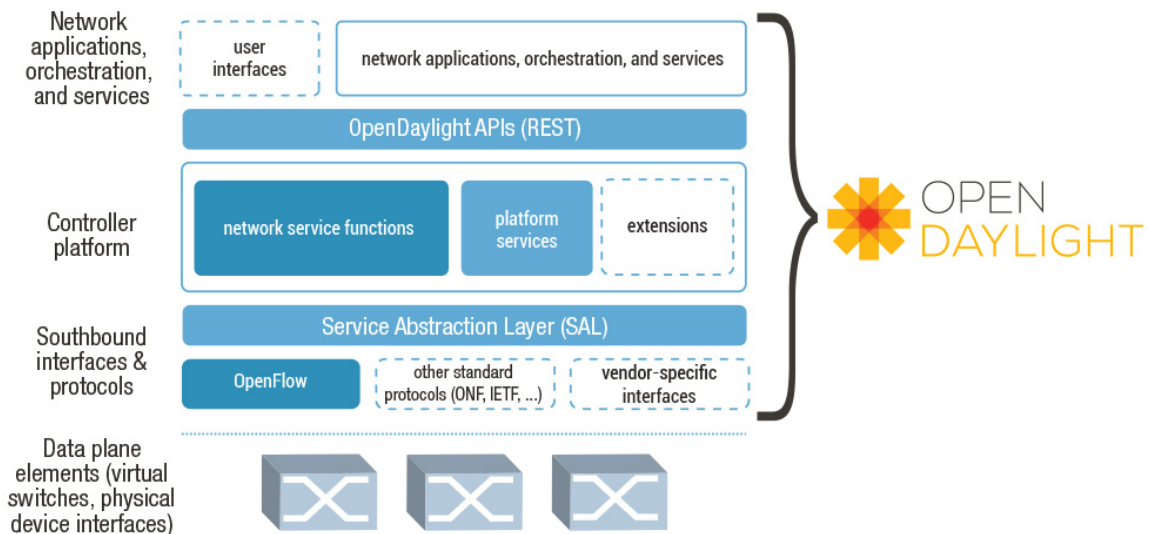 Network
applications,
orchestration,
and services
user
interfaces
network applications, orchestration, and services
OpenDaylight APIs (REST)
Controller
platform
network service functions
platform
services
extensions
OPEN
DAYLIGHT
Southbound
interfaces &
protocols
Service Abstraction Layer (SAL)
OpenFlow
other standard
protocols (ONF, IETF, ...)
vendor-specific
interfaces
Data plane
elements (virtual
switches, physical
device interfaces)